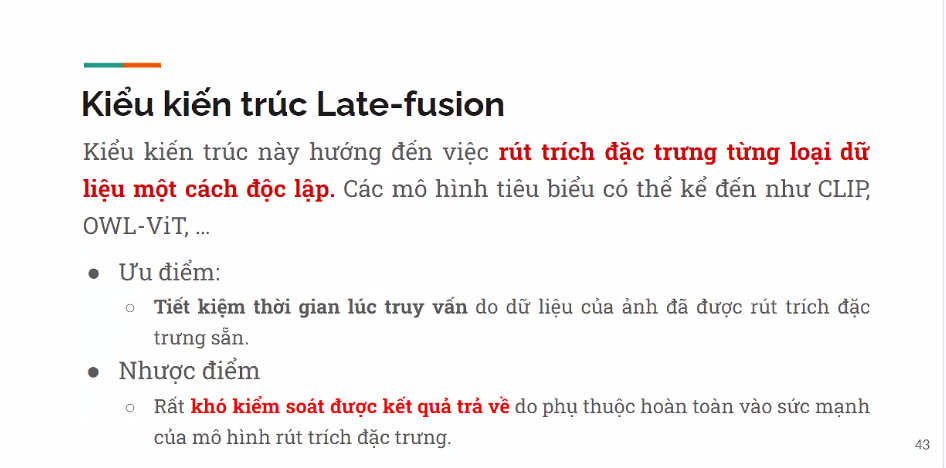 Kiểu kiến trúc Late-fusion
Kiểu kiến trúc này hướng đến việc rút trích đặc trưng từng loại dữ
liệu một cách độc lập. Các mô hình tiêu biểu có thể kể đến như CLIP,
OWL-ViT, ...
● Ưu điểm:
○ Tiết kiệm thời gian lúc truy vấn do dữ liệu của ảnh đã được rút trích đặc
trưng sẵn.
● Nhược điểm
○ Rất khó kiểm soát được kết quả trả về do phụ thuộc hoàn toàn vào sức mạnh
của mô hình rút trích đặc trưng.
43